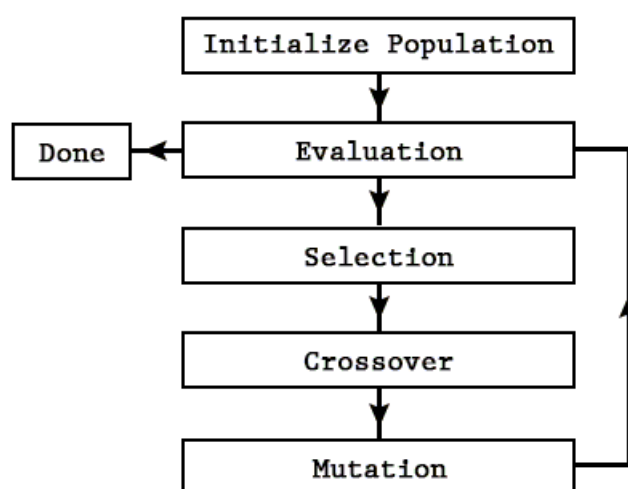 Initialize Population
Done
Evaluation
Selection
Crossover
Mutation